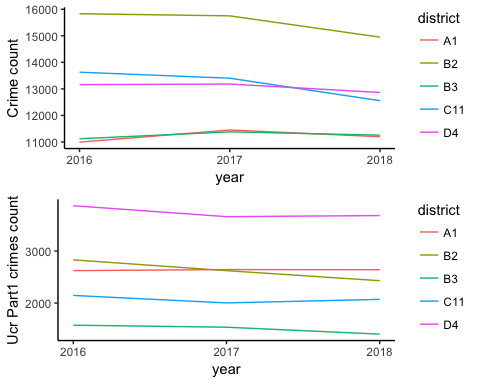 16000
15000
14000
13000
12000
11000
Crime count
2016
2017
2018
year
district
A1
B2
B3
C11
D4
3000
2000
Ucr Part1 crimes count
2016
2017
2018
year
district
A1
B2
B3
C11
D4